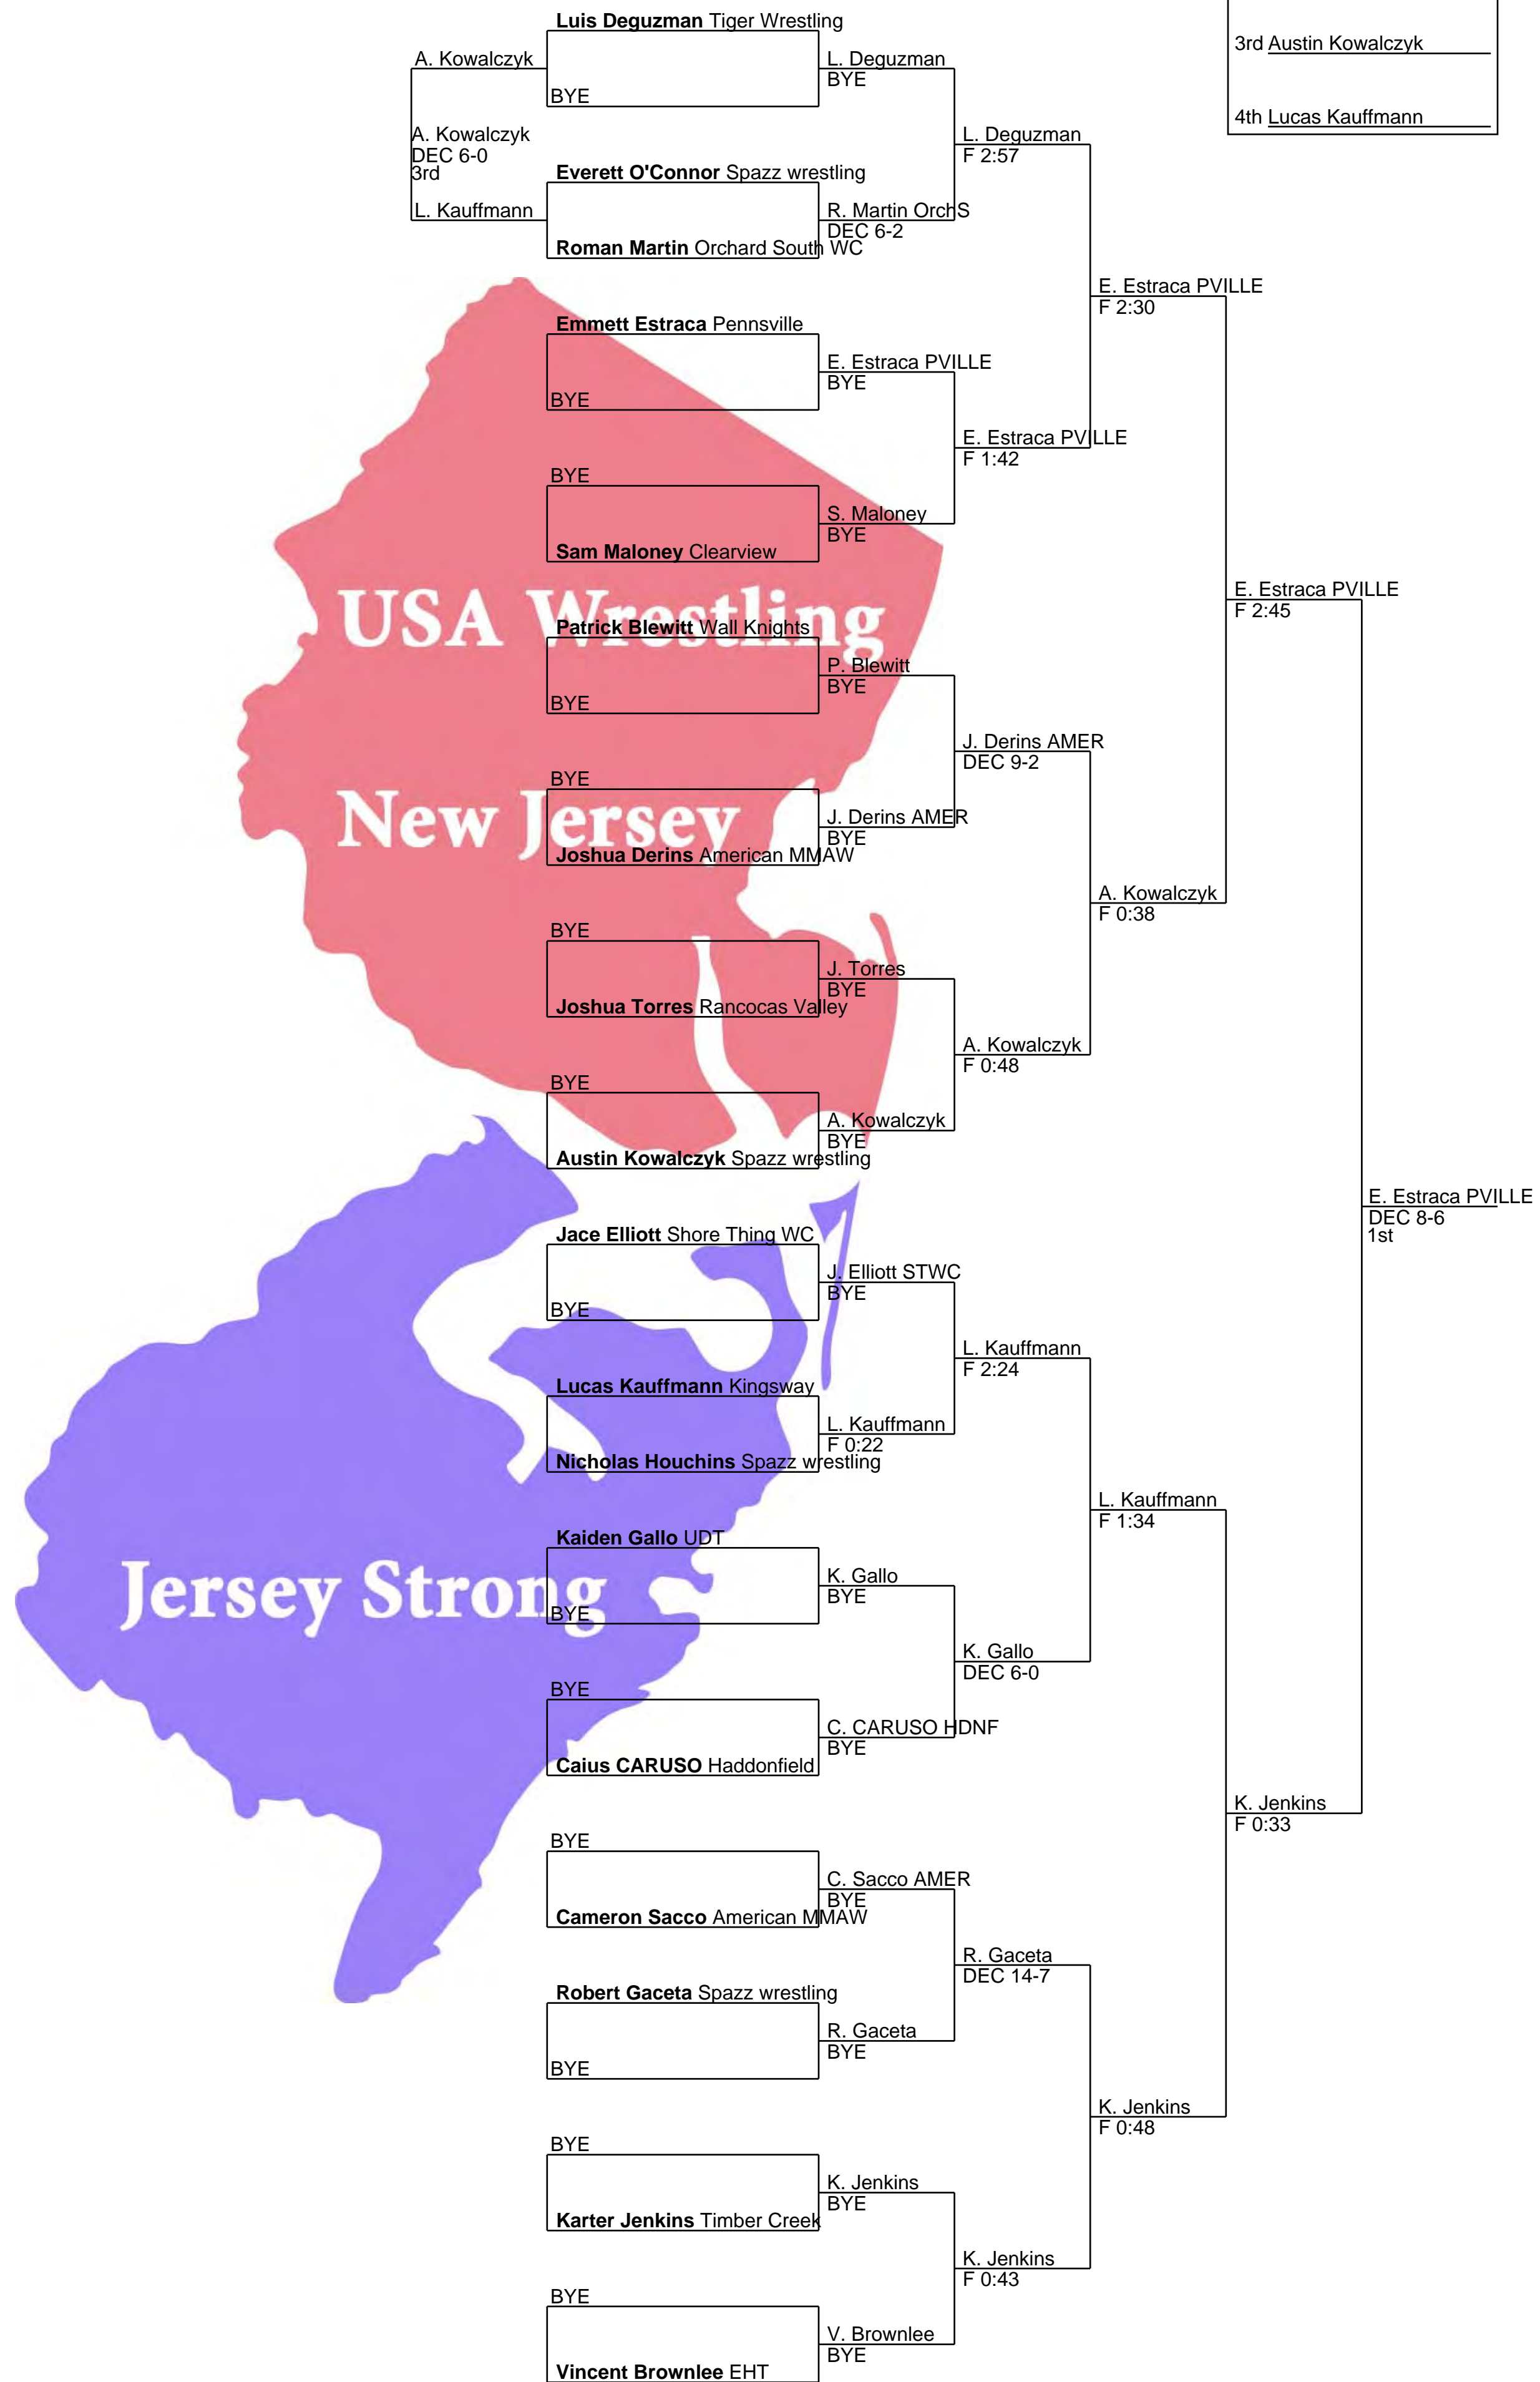 Luis Deguzman Tiger Wrestling
3rd Austin Kowalczyk
A. Kowalczyk
L. Deguzman
BYE
BYE
4th Lucas Kauffmann
A. Kowalczyk
DEC 6-0
3rd
L. Deguzman
F 2:57
Everett O'Connor Spazz wrestling
L. Kauffmann
R. Martin OrchS
DEC 6-2
Roman Martin Orchard South WC
E. Estraca PVILLE
F 2:30
Emmett Estraca Pennsville
E. Estraca PVILLE
BYE
BYE
E. Estraca PVILLE
F 1:42
BYE
S. Maloney
BYE
Sam Maloney Clearview
USA Wrestling
E. Estraca PVILLE
F 2:45
Patrick Blewitt Wall Knights
P. Blewitt
BYE
BYE
J. Derins AMER
DEC 9-2
BYE
New Jersey
J. Derins AMER
BYE
Joshua Derins American MMAW
A. Kowalczyk
F 0:38
BYE
J. Torres
BYE
Joshua Torres Rancocas Valley
A. Kowalczyk
F 0:48
BYE
A. Kowalczyk
BYE
Austin Kowalczyk Spazz wrestling
E. Estraca PVILLE
DEC 8-6
1st
Jace Elliott Shore Thing WC
J. Elliott STWC
BYE
BYE
L. Kauffmann
F 2:24
Lucas Kauffmann Kingsway
L. Kauffmann
F 0:22
Nicholas Houchins Spazz wrestling
L. Kauffmann
F 1:34
Kaiden Gallo UDT
K. Gallo
BYE
Jersey Strong
BYE
K. Gallo
DEC 6-0
BYE
C. CARUSO HDNF
BYE
Caius CARUSO Haddonfield
K. Jenkins
F 0:33
BYE
C. Sacco AMER
BYE
Cameron Sacco American MMAW
R. Gaceta
DEC 14-7
Robert Gaceta Spazz wrestling
R. Gaceta
BYE
BYE
K. Jenkins
F 0:48
BYE
K. Jenkins
BYE
Karter Jenkins Timber Creek
K. Jenkins
F 0:43
BYE
V. Brownlee
BYE
Vincent Brownlee EHT